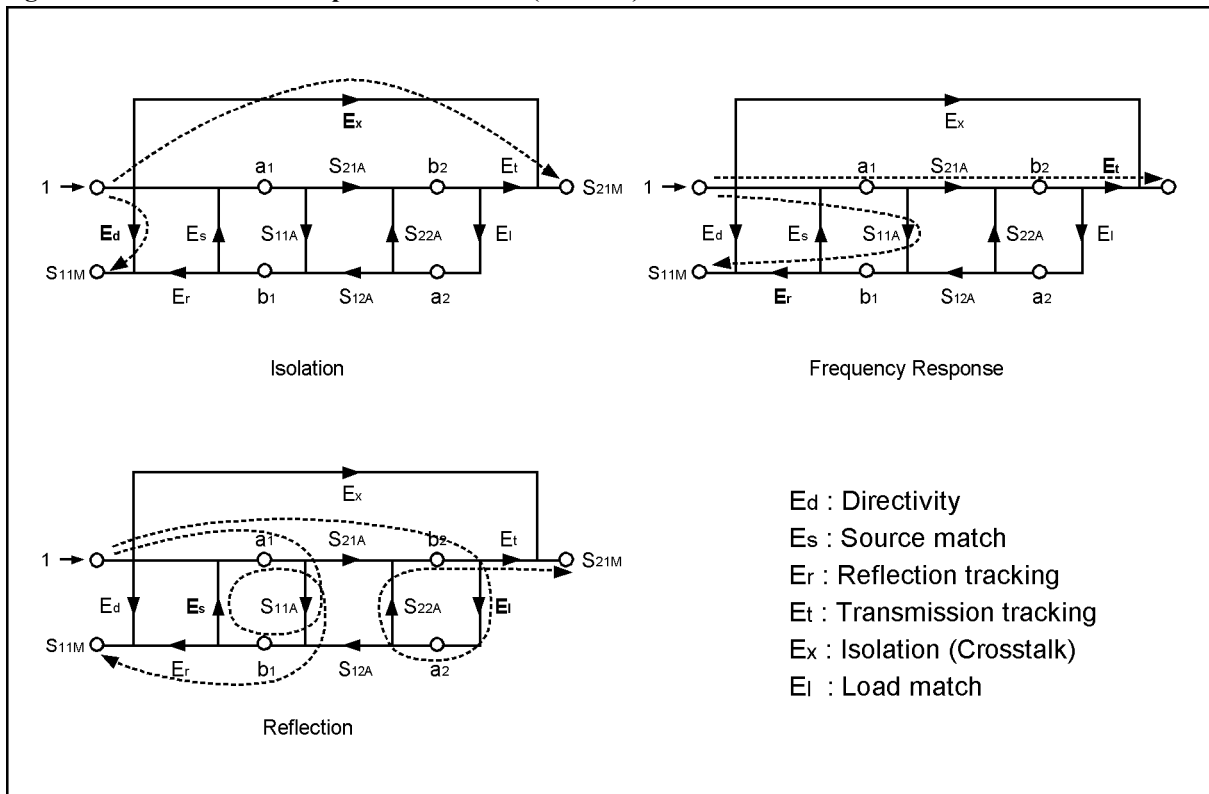 Ex
a1 S21A b2 Et
1 S21M
Ed Es S11A S22A El
S11M
Er b1 S12A a2
Isolation
Ex
a1 S21A b2 Et
1
Ed Es S11A S22A El
S11M
Er b1 S12A a2
Frequency Response
Ex
a1 S21A b2 Et
1 S21M
Ed Es S11A S22A El
S11M
Er b1 S12A a2
Reflection
Ed : Directivity
Es : Source match
Er : Reflection tracking
Et : Transmission tracking
Ex : Isolation (Crosstalk)
El : Load match